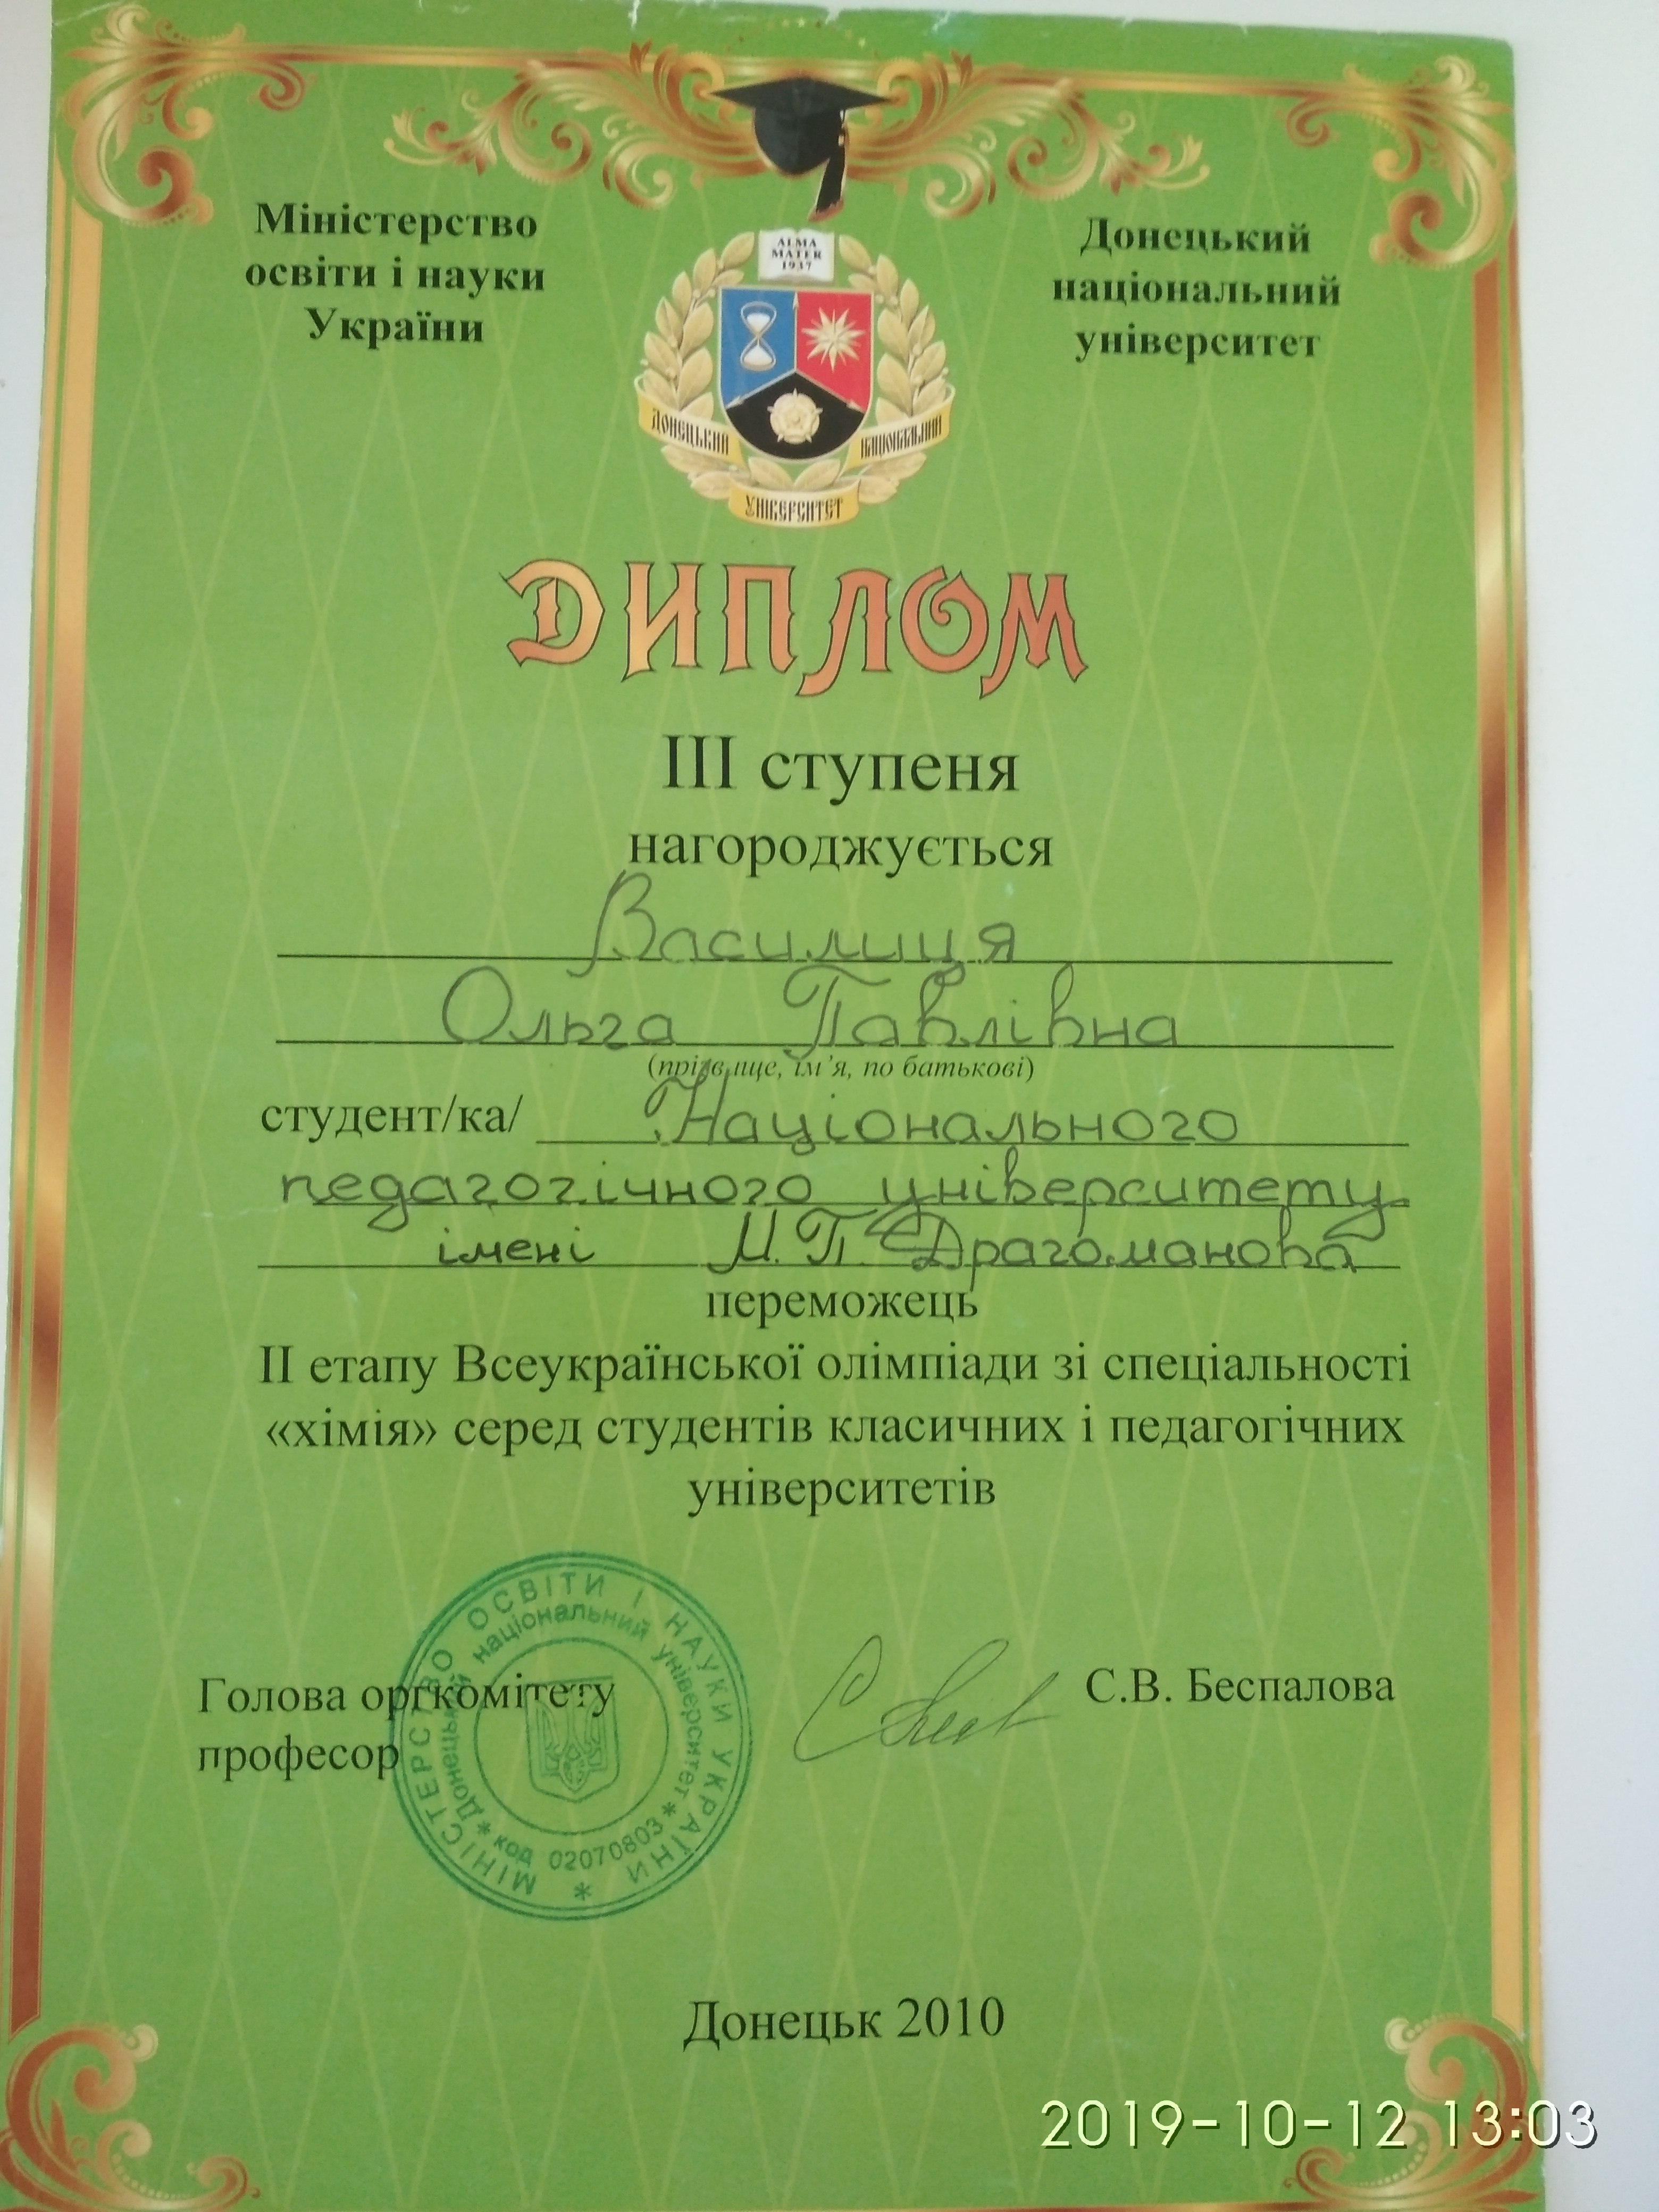 Міністерство
освіти і науки
України
Донецький
національний
університет
ALMA
MATER
1937
ДОНЕЦЬКИЙ
НАЦІОНАЛЬНИЙ
УНІВЕРСИТЕТ
ДИПЛОМ
III ступеня
нагороджується
Василиця
Ольга Павлівна
(прізвище, ім'я, по батькові)
студент/ка/ Національного
педагогічного університету
імені М.П. Драгоманова
переможець
II етапу Всеукраїнської олімпіади зі спеціальності
«хімія» серед студентів класичних і педагогічних
університетів
МІНІСТЕРСТВО ОСВІТИ І НАУКИ УКРАЇНИ *
Донецький національний університет
* код 02070803 *
Голова оргкомітету
професор
С.В. Беспалова
Донецьк 2010
2019-10-12 13:03